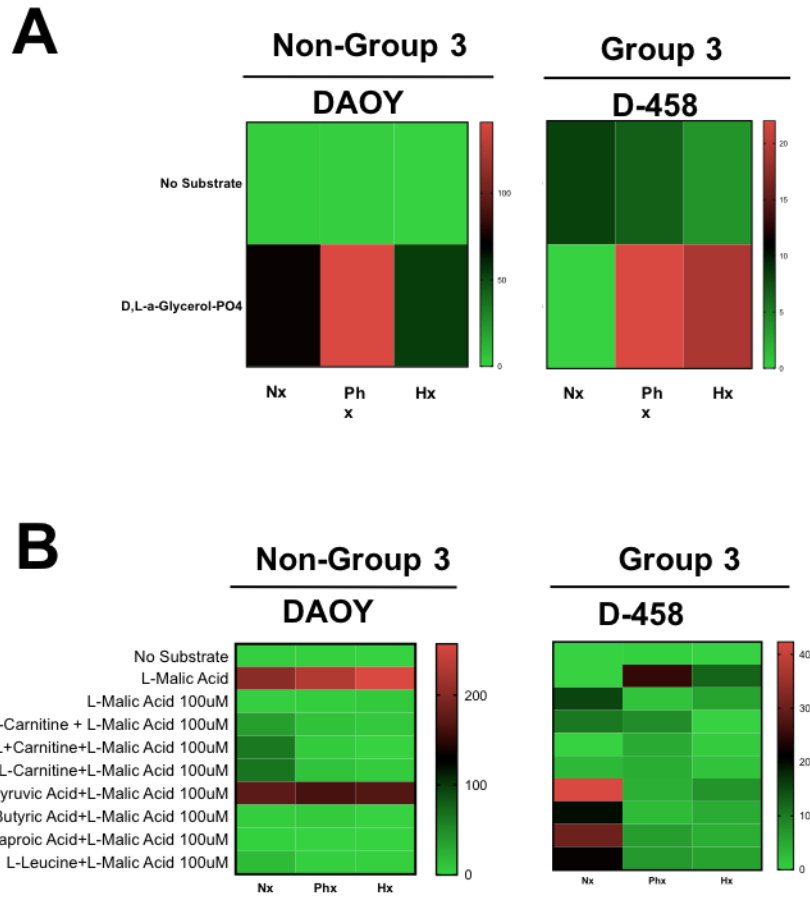 A
Non-Group 3
Group 3
DAOY
D-458
No Substrate
D,L-a-Glycerol-PO4
100
50
0
20
15
10
5
0
Nx
Ph
x
Hx
Nx
Ph
x
Hx
B
Non-Group 3
Group 3
DAOY
D-458
No Substrate
L-Malic Acid
L-Malic Acid 100uM
-Carnitine + L-Malic Acid 100uM
+Carnitine+L-Malic Acid 100uM
L-Carnitine+L-Malic Acid 100uM
yruvic Acid+L-Malic Acid 100uM
Butyric Acid+L-Malic Acid 100uM
aproic Acid+L-Malic Acid 100uM
L-Leucine+L-Malic Acid 100uM
200
100
0
40
30
20
10
0
Nx
Phx
Hx
Nx
Phx
Hx